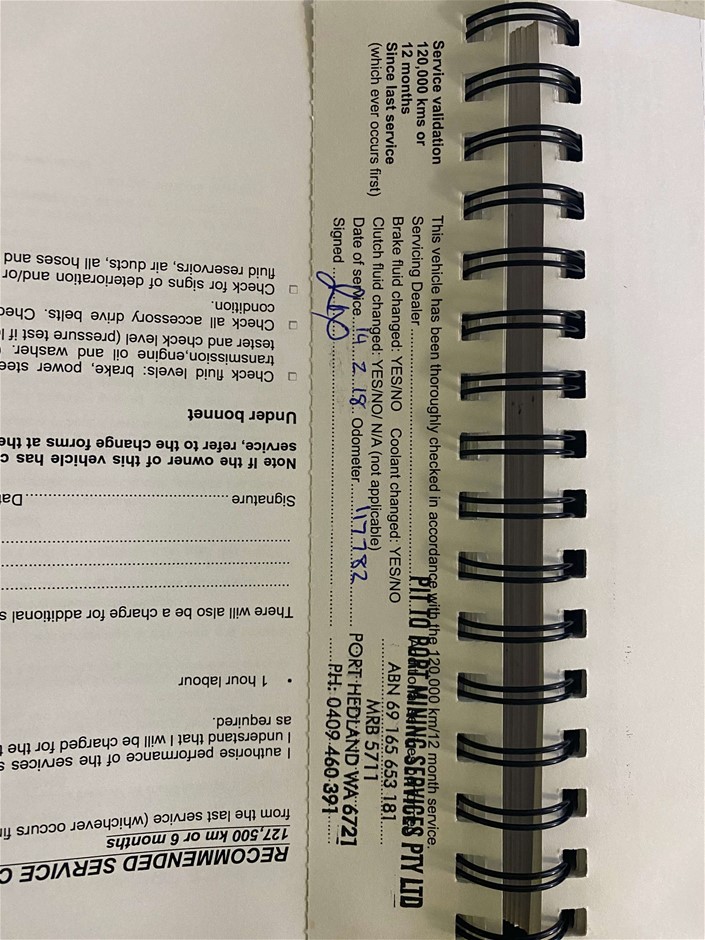 Service validation
120,000 kms or
12 months
Since last service
(which ever occurs first)
This vehicle has been thoroughly checked in accordance with the 120,000 km/12 month service.
Servicing Dealer
PIT TO PORT MINING SERVICES PTY LTD
Brake fluid changed: YES/NO Coolant changed: YES/NO
ABN 69 165 653 181
Clutch fluid changed: YES/NO/ N/A (not applicable)
MRB 5711
Date of service 14 2 18 Odometer 117782
PORT HEDLAND WA 6721
Signed
PH: 0409 460 391
RECOMMENDED SERVICE
127,500 km or 6 months
from the last service (whichever occurs
I authorise performance of the services
I understand that I will be charged for the
as required.
• 1 hour labour
There will also be a charge for additional
Signature
Note If the owner of this vehicle has
service, refer to the change forms at the
Under bonnet
Check fluid levels: brake, power
transmission,engine oil and washer,
tester and check level (pressure test if
Check all accessory drive belts.
condition.
Check for signs of deterioration and/or
fluid reservoirs, air ducts, all hoses and